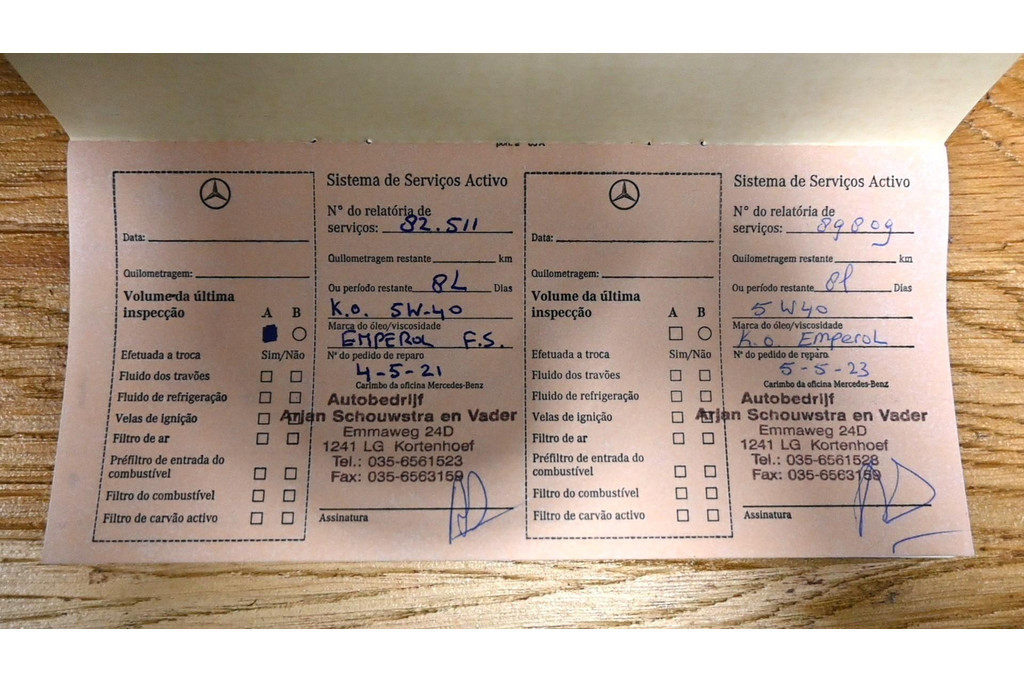 Data:
Quilometragem:
Volume da última
inspecção
A B
Efetuada a troca Sim/Não
Fluido dos travões
Fluido de refrigeração
Velas de ignição
Filtro de ar
Préfiltro de entrada do
combustível
Filtro do combustível
Filtro de carvão activo
Sistema de Serviços Activo
N° do relatória de
serviços: 82.511
Quilometragem restante km
Ou período restante 8L Dias
K.O. 5W-40
Marca do óleo/viscosidade
EMPEROL F.S.
N° do pedido de reparo
4-5-21
Carimbo da oficina Mercedes-Benz
Autobedrijf
Arjan Schouwstra en Vader
Emmaweg 24D
1241 LG Kortenhoef
Tel.: 035-6561523
Fax: 035-6563159
Assinatura
Data:
Quilometragem:
Volume da última
inspecção
A B
Efetuada a troca Sim/Não
Fluido dos travões
Fluido de refrigeração
Velas de ignição
Filtro de ar
Préfiltro de entrada do
combustível
Filtro do combustível
Filtro de carvão activo
Sistema de Serviços Activo
N° do relatória de
serviços: 89809
Quilometragem restante km
Ou período restante 8l Dias
5W40
Marca do óleo/viscosidade
K.O Emperol
N° do pedido de reparo.
5-5-23
Carimbo da oficina Mercedes-Benz
Autobedrijf
Arjan Schouwstra en Vader
Emmaweg 24D
1241 LG Kortenhoef
Tel.: 035-6561523
Fax: 035-6563159
Assinatura